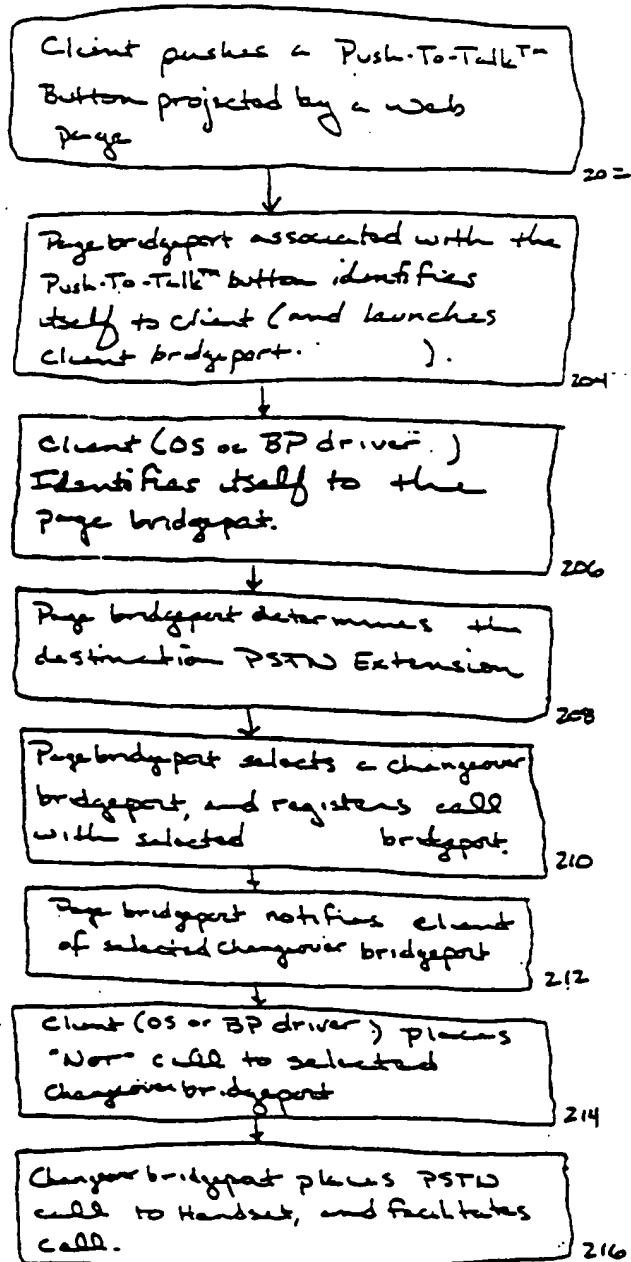 Client pushes a Push-To-Talk™
Button projected by a web
page
202
Page bridgeport associated with the
Push-To-Talk™ button identifies
itself to client (and launches
client bridgeport. ).
204
Client (OS or BP driver. )
Identifies itself to the
Page bridgeport.
206
Page bridgeport determines the
destination PSTN Extension
208
Page bridgeport selects a changeover
bridgeport, and registers call
with selected bridgeport.
210
Page bridgeport notifies client
of selected changeover bridgeport
212
Client (OS or BP driver ) places
call to selected
Changeover bridgeport
214
Changeover bridgeport places PSTN
call to Handset, and facilitates
call.
216